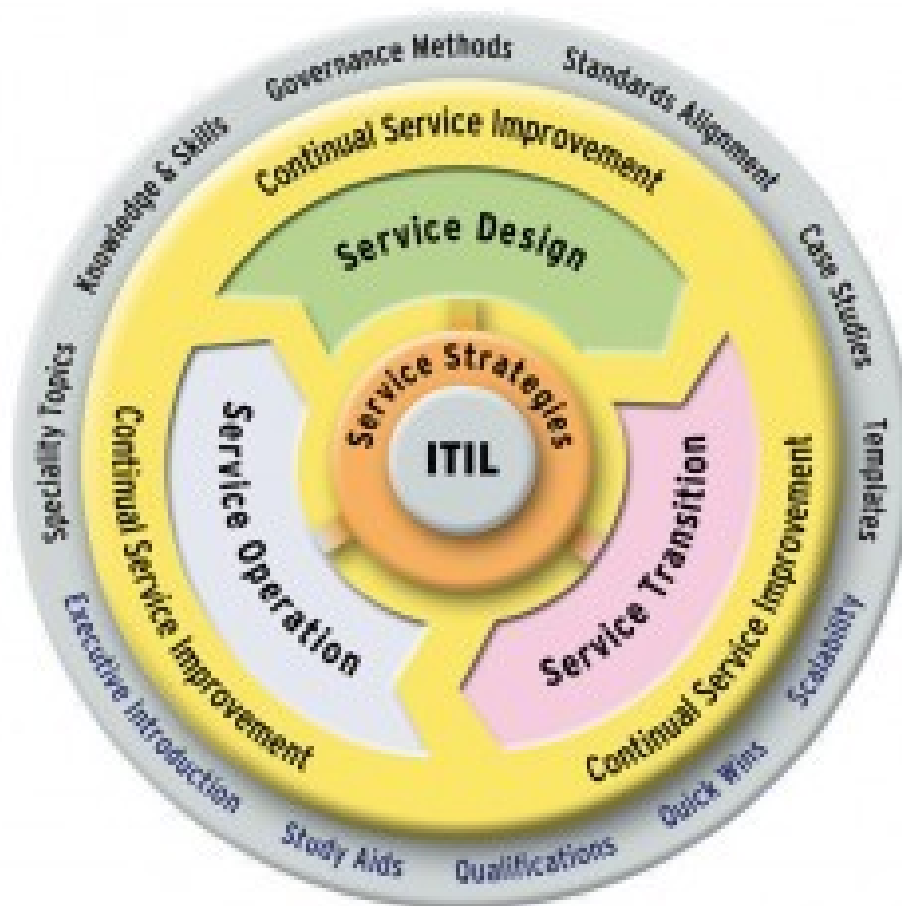 Governance Methods
Standards Alignment
Case Studies
Templates
Scalability
Quick Wins
Qualifications
Study Aids
Executive Introduction
Speciality Topics
Knowledge & Skills
Continual Service Improvement
Continual Service Improvement
Continual Service Improvement
Service Design
Service Transition
Service Operation
Service Strategies
ITIL